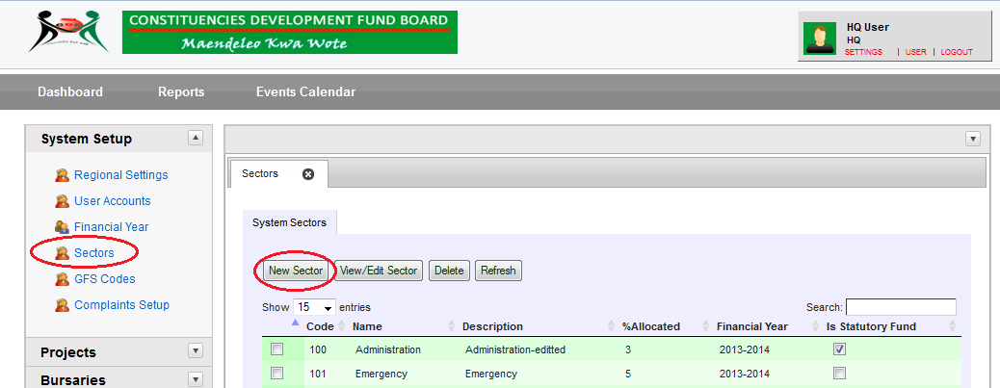 CONSTITUENCIES DEVELOPMENT FUND BOARD
Maendeleo Kwa Wote
HQ User
HQ
SETTINGS | USER | LOGOUT
Dashboard Reports Events Calendar
System Setup
Regional Settings
User Accounts
Financial Year
Sectors
GFS Codes
Complaints Setup
Projects
Bursaries
Sectors
System Sectors
New Sector View/Edit Sector Delete Refresh
Show 15 entries Search:
Code Name Description %Allocated Financial Year Is Statutory Fund
100 Administration Administration-editted 3 2013-2014
101 Emergency Emergency 5 2013-2014